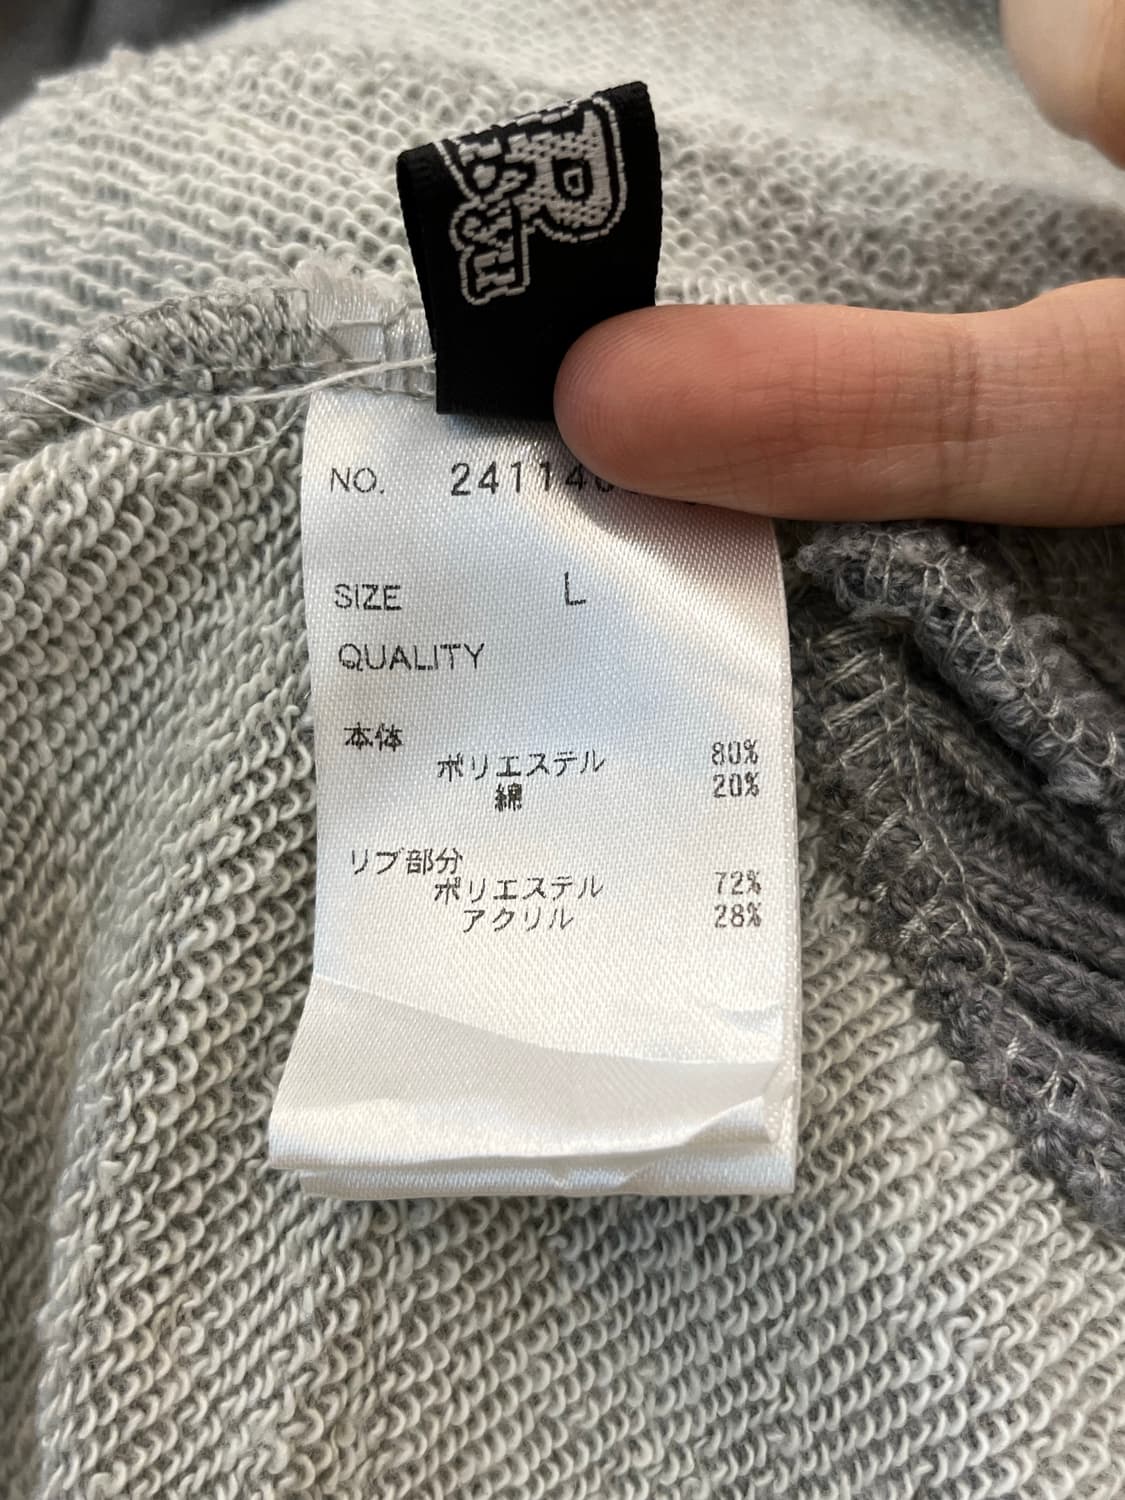 NO. 24114
SIZE L
QUALITY
本体
ポリエステル 80%
綿 20%
リブ部分
ポリエステル 72%
アクリル 28%